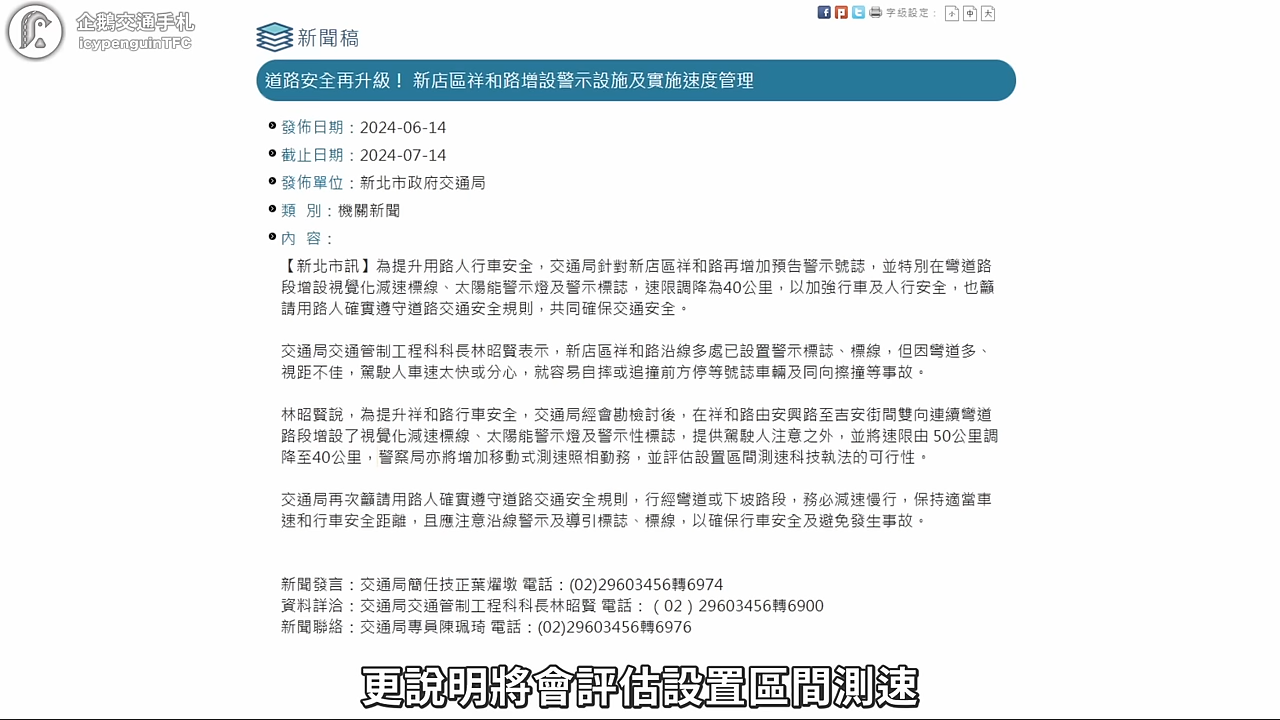 企鵝交通手札
icypenguinTFC
字級設定：
小 中 大
新聞稿
道路安全再升級！ 新店區祥和路增設警示設施及實施速度管理
發佈日期：2024-06-14
截止日期：2024-07-14
發佈單位：新北市政府交通局
類 別：機關新聞
內 容：
【新北市訊】為提升用路人行車安全，交通局針對新店區祥和路再增加預告警示號誌，並特別在彎道路
段增設視覺化減速標線、太陽能警示燈及警示標誌，速限調降為40公里，以加強行車及人行安全，也籲
請用路人確實遵守道路交通安全規則，共同確保交通安全。
交通局交通管制工程科科長林昭賢表示，新店區祥和路沿線多處已設置警示標誌、標線，但因彎道多、
視距不佳，駕駛人車速太快或分心，就容易自摔或追撞前方停等號誌車輛及同向擦撞等事故。
林昭賢說，為提升祥和路行車安全，交通局經會勘檢討後，在祥和路由安興路至吉安街間雙向連續彎道
路段增設了視覺化減速標線、太陽能警示燈及警示性標誌，提供駕駛人注意之外，並將速限由 50公里調
降至40公里，警察局亦將增加移動式測速照相勤務，並評估設置區間測速科技執法的可行性。
交通局再次籲請用路人確實遵守道路交通安全規則，行經彎道或下坡路段，務必減速慢行，保持適當車
速和行車安全距離，且應注意沿線警示及導引標誌、標線，以確保行車安全及避免發生事故。
新聞發言：交通局簡任技正葉燿墩 電話：(02)29603456轉6974
資料詳洽：交通局交通管制工程科科長林昭賢 電話：（ 02 ）29603456轉6900
新聞聯絡：交通局專員陳珮琦 電話：(02)29603456轉6976
更說明將會評估設置區間測速